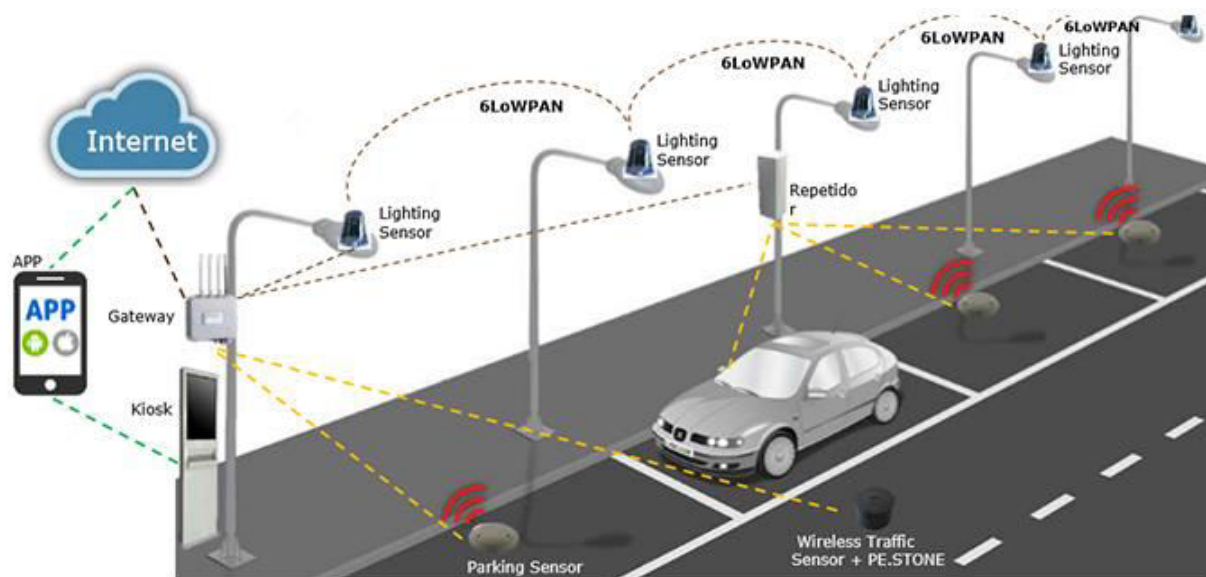 6LoWPAN
6LoWPAN
6LoWPAN
6LoWPAN
Lighting
Sensor
Lighting
Sensor
Lighting
Sensor
Lighting
Sensor
Internet
Repetido
r
APP
APP
Gateway
Kiosk
Parking Sensor
Wireless Traffic
Sensor + PE.STONE